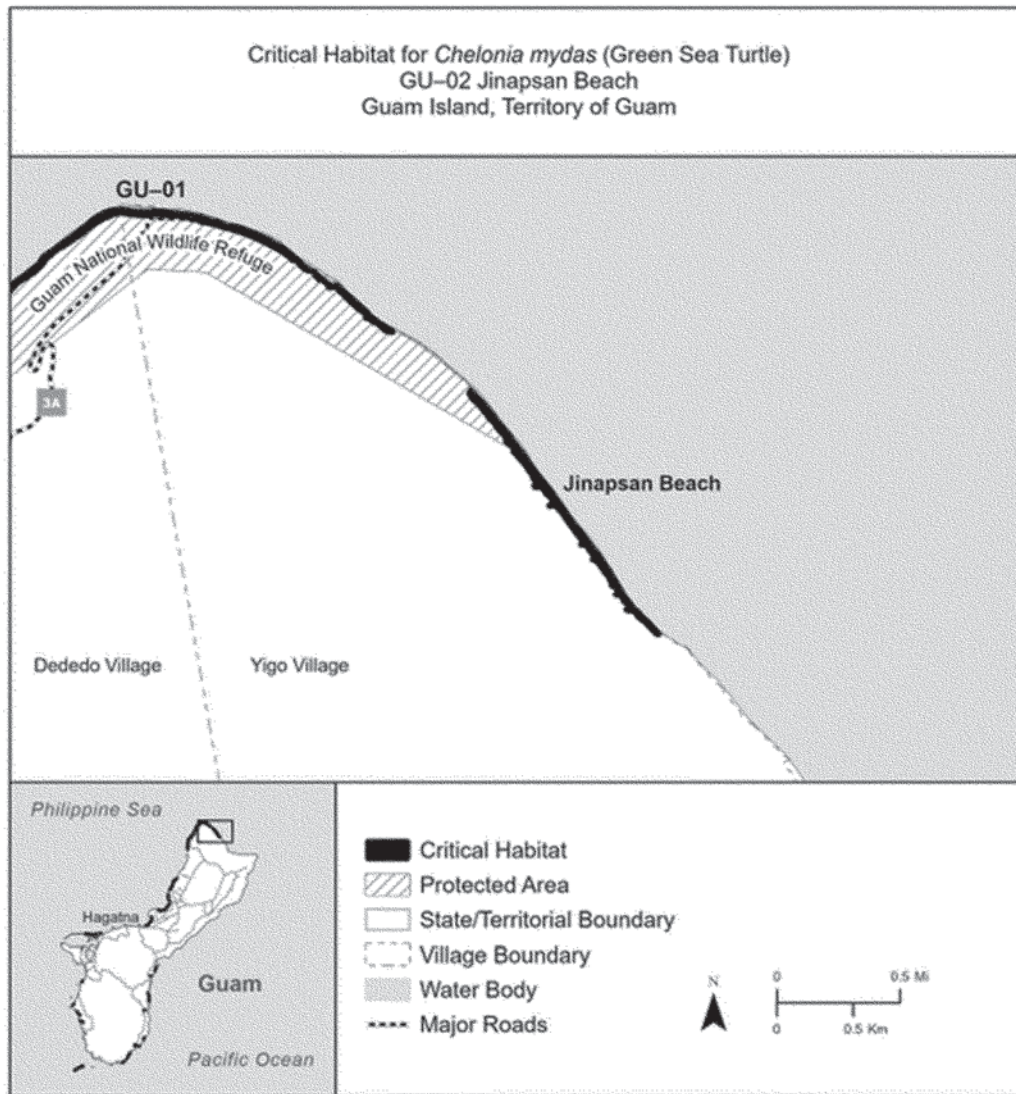 Critical Habitat for Chelonia mydas (Green Sea Turtle)
GU–02 Jinapsan Beach
Guam Island, Territory of Guam
GU–01
Guam National Wildlife Refuge
3A
Jinapsan Beach
Dededo Village
Yigo Village
Philippine Sea
Hagatna
Guam
Pacific Ocean
Critical Habitat
Protected Area
State/Territorial Boundary
Village Boundary
Water Body
Major Roads
N
0 0.5 Mi
0 0.5 Km